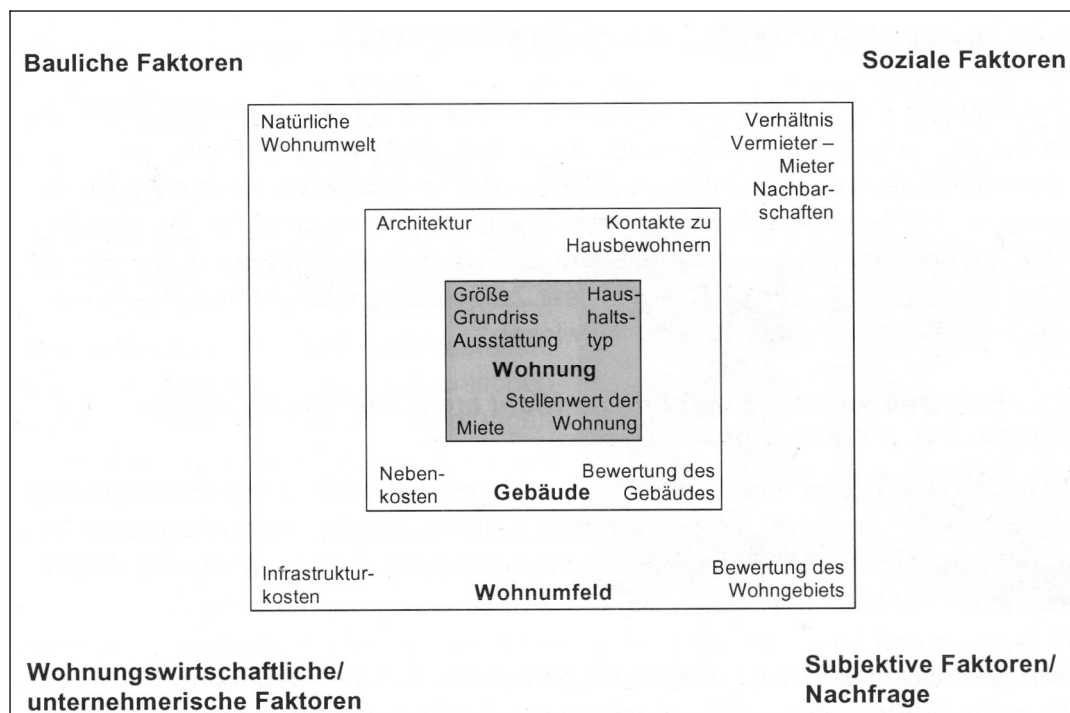 Bauliche Faktoren
Soziale Faktoren
Natürliche
Wohnumwelt
Verhältnis
Vermieter –
Mieter
Nachbar-
schaften
Architektur
Kontakte zu
Hausbewohnern
Größe
Grundriss
Ausstattung
Haus-
halts-
typ
Wohnung
Stellenwert der
Wohnung
Miete
Neben-
kosten
Gebäude
Bewertung des
Gebäudes
Infrastruktur-
kosten
Wohnumfeld
Bewertung des
Wohngebiets
Wohnungswirtschaftliche/
unternehmerische Faktoren
Subjektive Faktoren/
Nachfrage